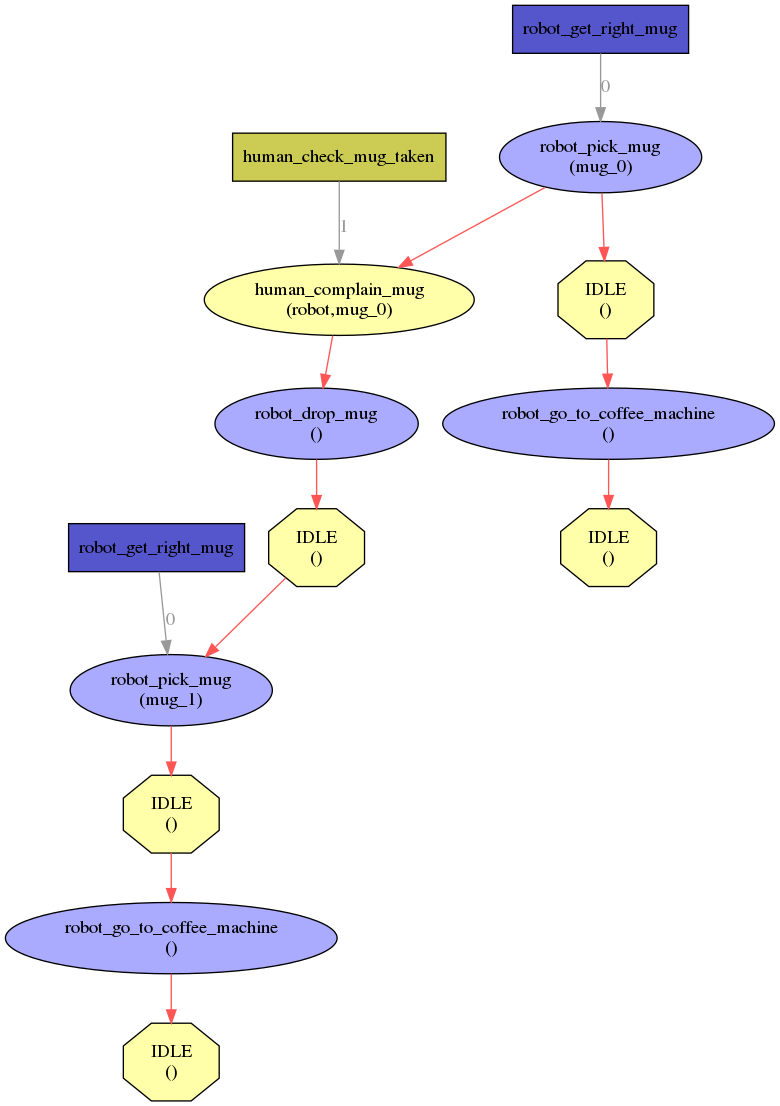 robot_get_right_mug
0
robot_pick_mug
(mug_0)
human_check_mug_taken
1
human_complain_mug
(robot,mug_0)
IDLE
()
robot_drop_mug
()
robot_go_to_coffee_machine
()
IDLE
()
IDLE
()
robot_get_right_mug
0
robot_pick_mug
(mug_1)
IDLE
()
robot_go_to_coffee_machine
()
IDLE
()